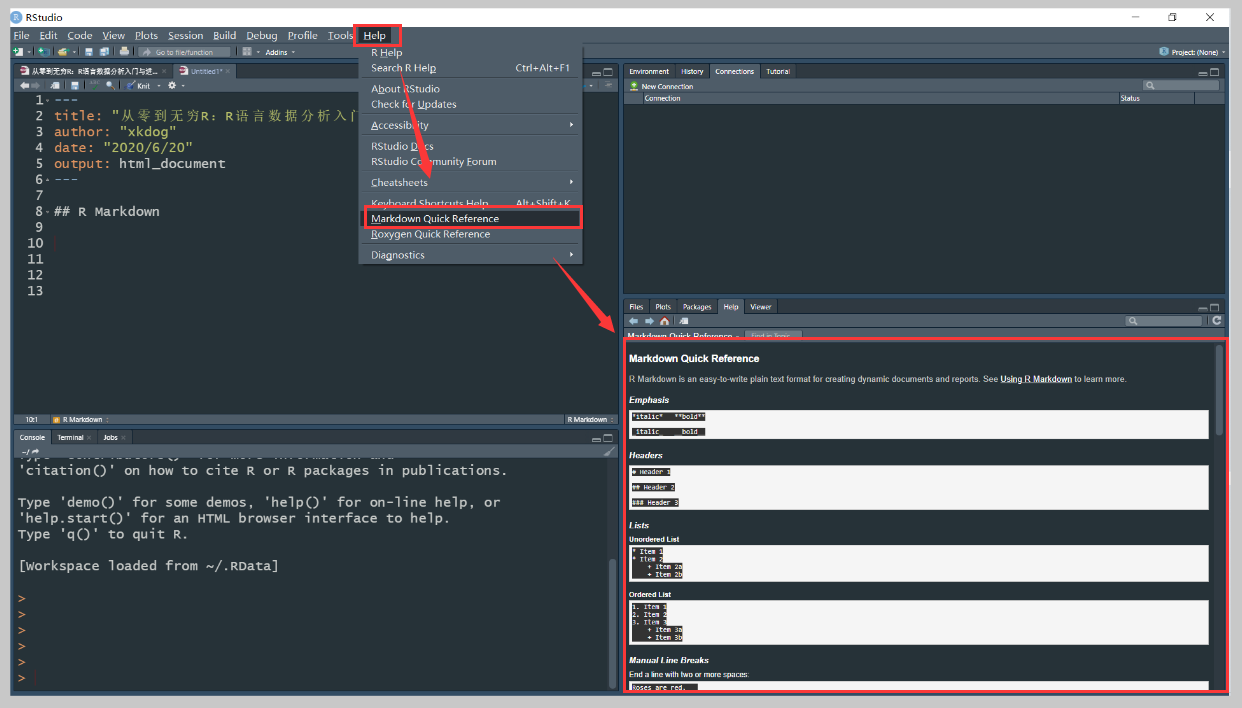 RStudio
File Edit Code View Plots Session Build Debug Profile Tools Help
Go to file/function Addins Project: (None)
从零到无穷R：R语言数据分析入门与进... Untitled1*
Knit
1 ---
2 title: "从零到无穷R：R语言数据分析入门
3 author: "xkdog"
4 date: "2020/6/20"
5 output: html_document
6 ---
7
8 ## R Markdown
9
10
11
12
13
10:1 R Markdown R Markdown
R Help
Search R Help Ctrl+Alt+F1
About RStudio
Check for Updates
Accessibility
RStudio Docs
RStudio Community Forum
Cheatsheets
Keyboard Shortcuts Help Alt+Shift+K
Markdown Quick Reference
Roxygen Quick Reference
Diagnostics
Console Terminal Jobs
~/
'citation()' on how to cite R or R packages in publications.
Type 'demo()' for some demos, 'help()' for on-line help, or
'help.start()' for an HTML browser interface to help.
Type 'q()' to quit R.
[Workspace loaded from ~/.RData]
>
>
>
>
>
>
Environment History Connections Tutorial
New Connection
Connection Status
Files Plots Packages Help Viewer
Markdown Quick Reference Find in Topic
Markdown Quick Reference
R Markdown is an easy-to-write plain text format for creating dynamic documents and reports. See Using R Markdown to learn more.
Emphasis
*italic* **bold**
_italic_ __bold__
Headers
# Header 1
## Header 2
### Header 3
Lists
Unordered List
* Item 1
* Item 2
+ Item 2a
+ Item 2b
Ordered List
1. Item 1
2. Item 2
3. Item 3
+ Item 3a
+ Item 3b
Manual Line Breaks
End a line with two or more spaces:
Roses are red,